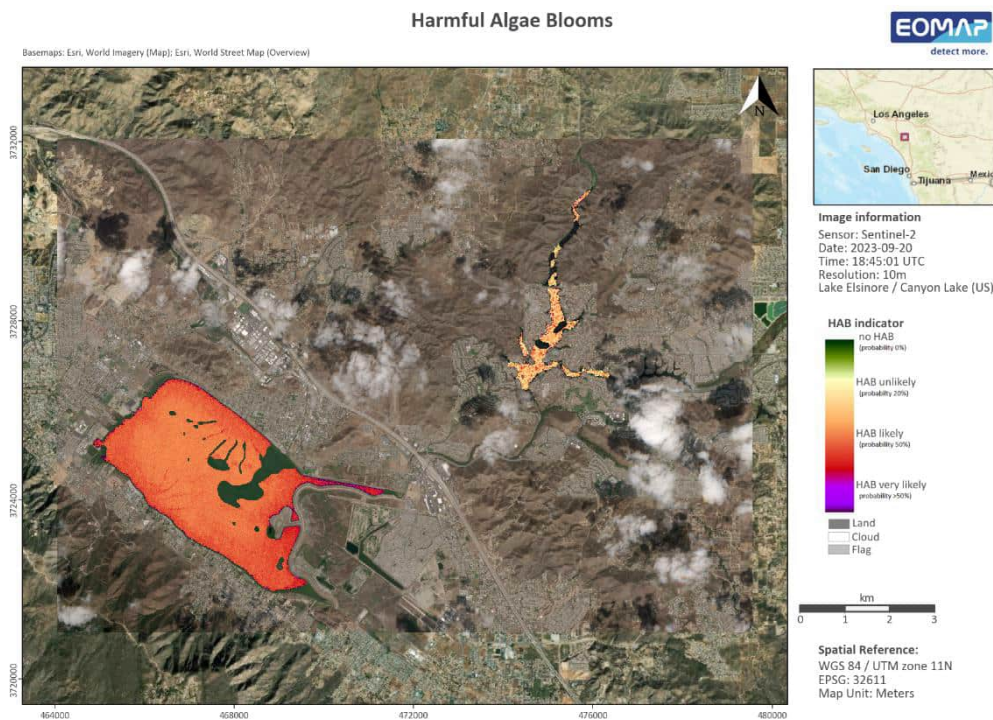 Harmful Algae Blooms
EOMAP
detect more.
Basemaps: Esri, World Imagery (Map); Esri, World Street Map (Overview)
N
3732000
3728000
3724000
3720000
464000
468000
472000
476000
480000
Los Angeles
San Diego
Tijuana
Mexic
Image information
Sensor: Sentinel-2
Date: 2023-09-20
Time: 18:45:01 UTC
Resolution: 10m
Lake Elsinore / Canyon Lake (US)
HAB indicator
no HAB
(probability 0%)
HAB unlikely
(probablity 20%)
HAB likely
(probability 50%)
HAB very likely
(probability >50%)
Land
Cloud
Flag
km
0 1 2 3
Spatial Reference:
WGS 84 / UTM zone 11N
EPSG: 32611
Map Unit: Meters